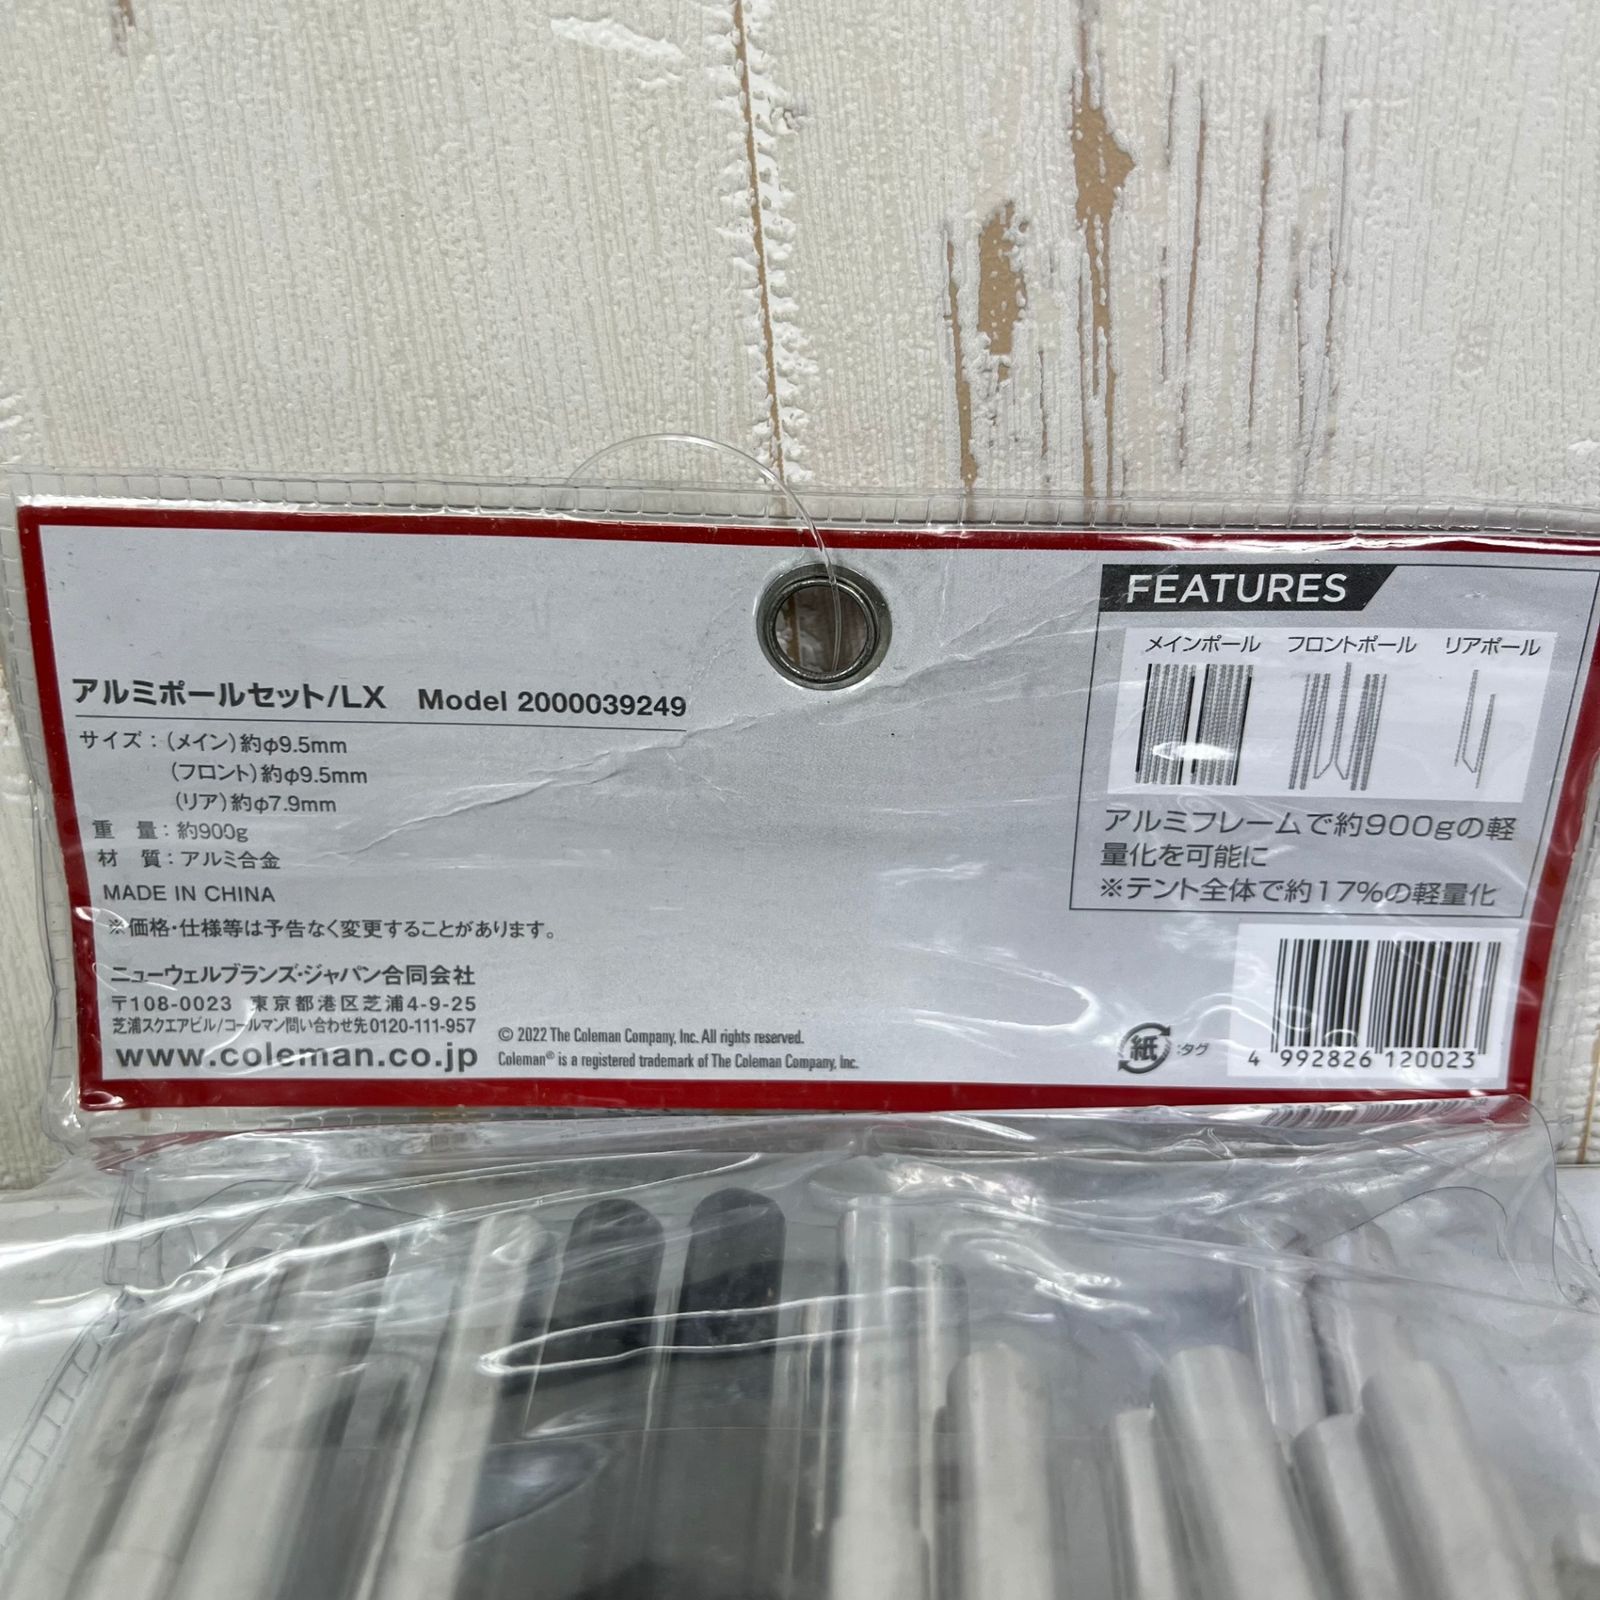 アルミポールセット/LX Model 2000039249
サイズ：(メイン)約φ9.5mm
(フロント)約φ9.5mm
(リア)約φ7.9mm
重 量：約900g
材 質：アルミ合金
MADE IN CHINA
※価格・仕様等は予告なく変更することがあります。
ニューウェルブランズ・ジャパン合同会社
〒108-0023 東京都港区芝浦4-9-25
芝浦スクエアビル/コールマン問い合わせ先0120-111-957
www.coleman.co.jp
© 2022 The Coleman Company, Inc. All rights reserved.
Coleman® is a registered trademark of The Coleman Company, Inc.
FEATURES
メインポール フロントポール リアポール
アルミフレームで約900gの軽
量化を可能に
※テント全体で約17%の軽量化
紙 :タグ
4 992826 120023